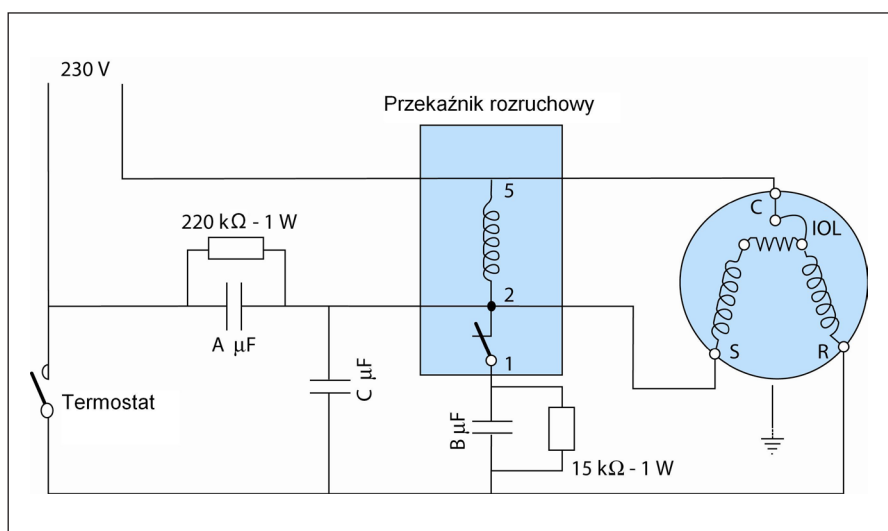 230 V
Przekaźnik rozruchowy
5
C
220 kΩ - 1 W
IOL
2
A μF
S
R
1
C μF
Termostat
B μF
15 kΩ - 1 W